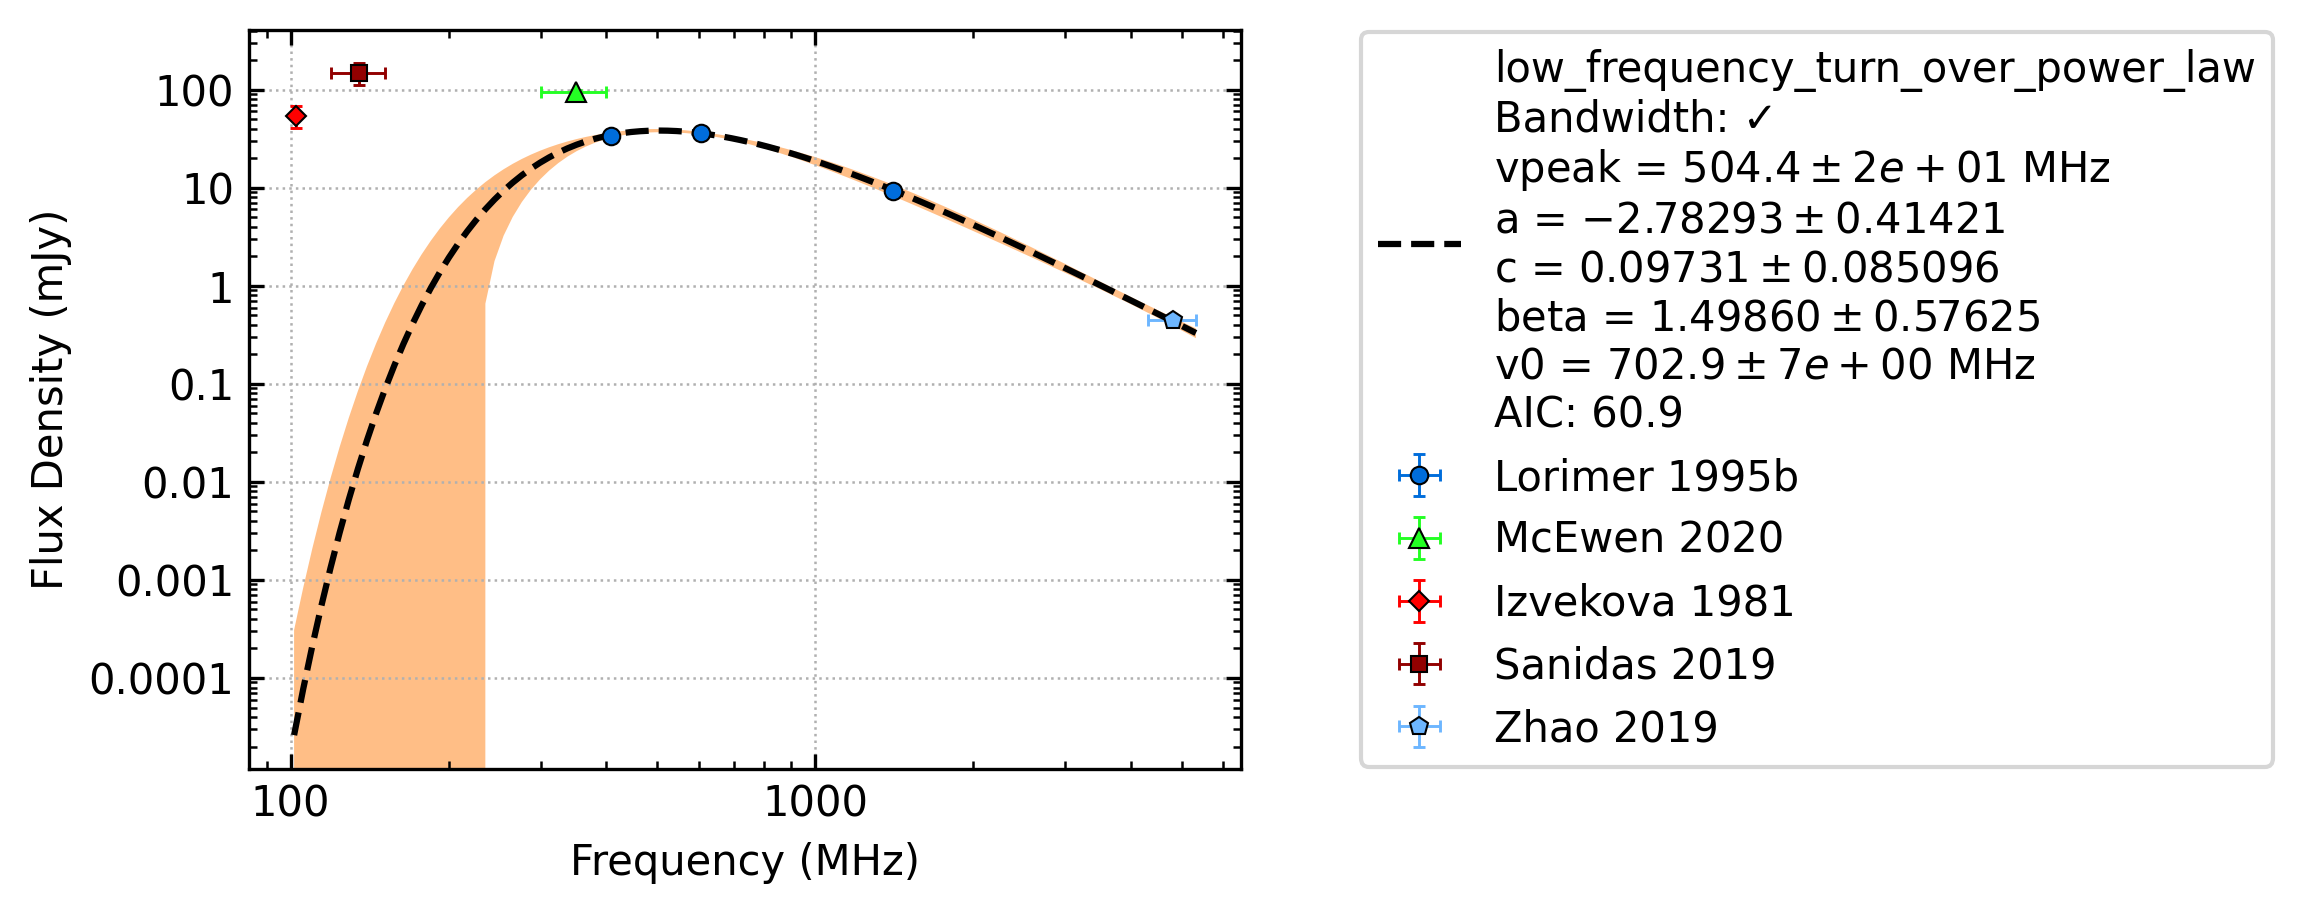 100
10
1
0.1
0.01
0.001
0.0001
Flux Density (mJy)
100
1000
Frequency (MHz)
low_frequency_turn_over_power_law
Bandwidth: ✓
vpeak = 504.4 ± 2e + 01 MHz
a = −2.78293 ± 0.41421
c = 0.09731 ± 0.085096
beta = 1.49860 ± 0.57625
v0 = 702.9 ± 7e + 00 MHz
AIC: 60.9
Lorimer 1995b
McEwen 2020
Izvekova 1981
Sanidas 2019
Zhao 2019